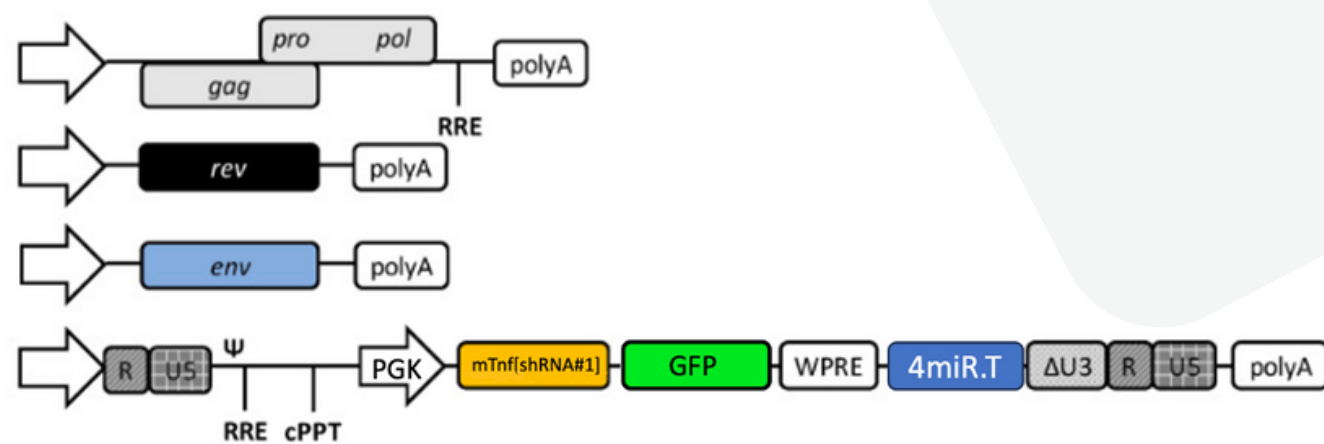 pro pol
gag
polyA
RRE
rev
polyA
env
polyA
R U5 Ψ PGK mTnf[shRNA#1] GFP WPRE 4miR.T ΔU3 R U5 polyA
RRE cPPT